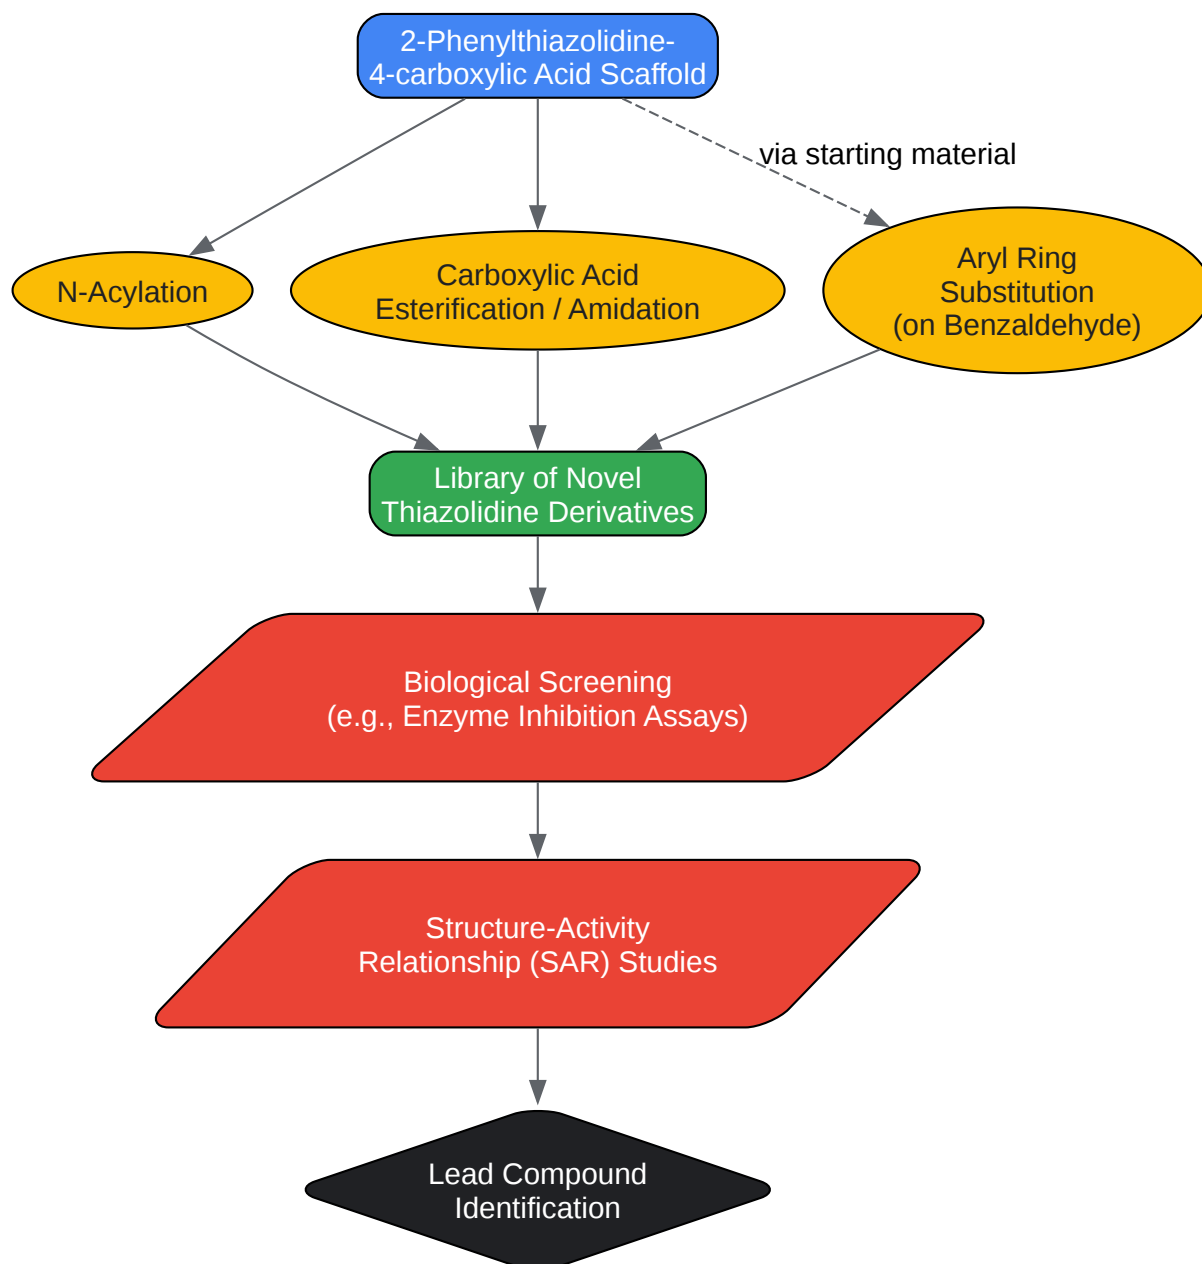 2-Phenylthiazolidine-
4-carboxylic Acid Scaffold
via starting material
N-Acylation
Carboxylic Acid
Esterification / Amidation
Aryl Ring
Substitution
(on Benzaldehyde)
Library of Novel
Thiazolidine Derivatives
Biological Screening
(e.g., Enzyme Inhibition Assays)
Structure-Activity
Relationship (SAR) Studies
Lead Compound
Identification